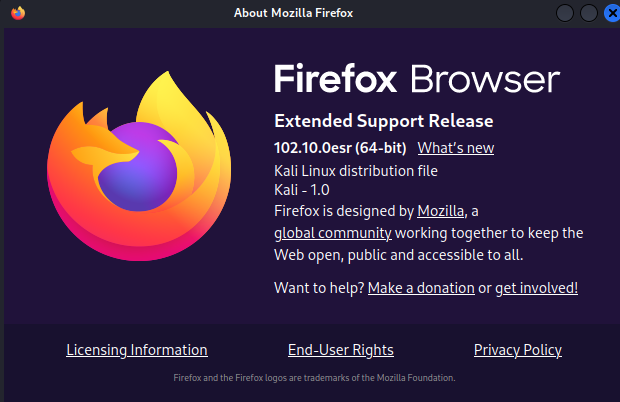 About Mozilla Firefox
Firefox Browser
Extended Support Release
102.10.0esr (64-bit) What's new
Kali Linux distribution file
Kali - 1.0
Firefox is designed by Mozilla, a
global community working together to keep the
Web open, public and accessible to all.
Want to help? Make a donation or get involved!
Licensing Information End-User Rights Privacy Policy
Firefox and the Firefox logos are trademarks of the Mozilla Foundation.